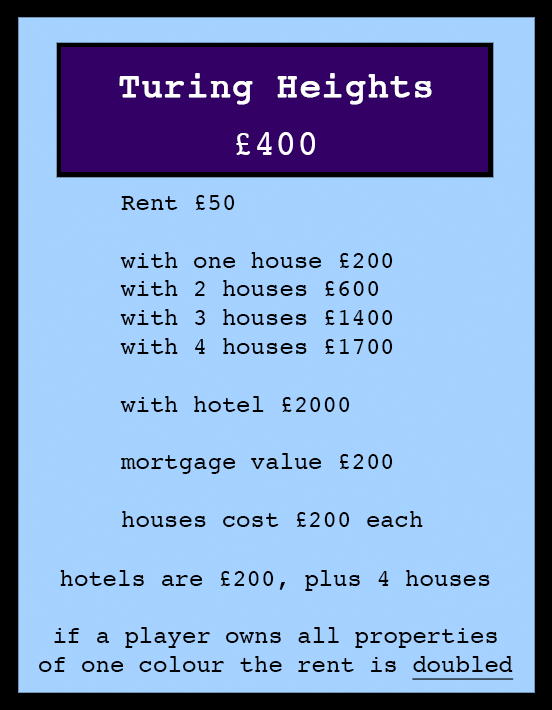 Turing Heights
£400
Rent £50
with one house £200
with 2 houses £600
with 3 houses £1400
with 4 houses £1700
with hotel £2000
mortgage value £200
houses cost £200 each
hotels are £200, plus 4 houses
if a player owns all properties
of one colour the rent is doubled